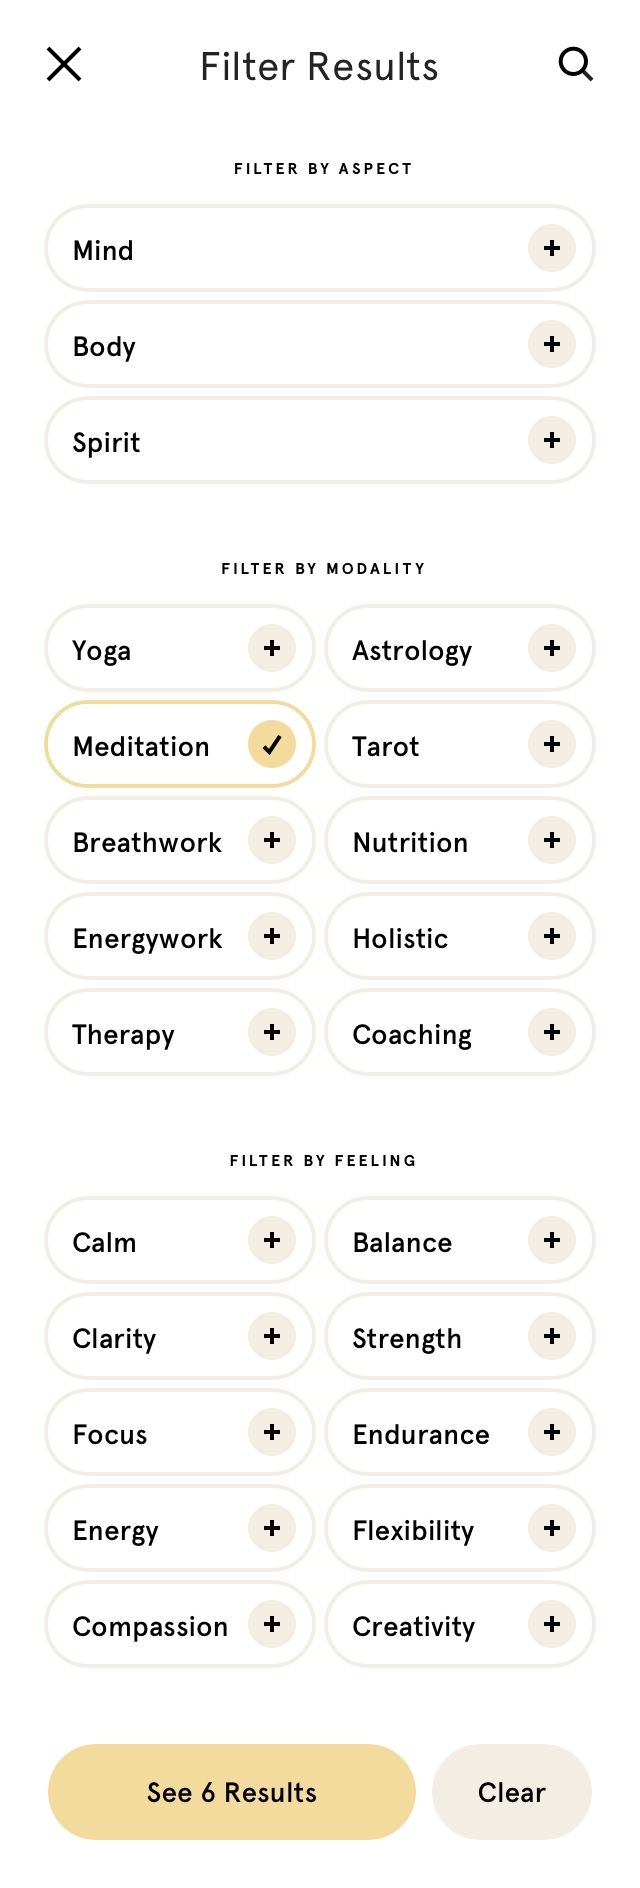 Filter Results
FILTER BY ASPECT
Mind
Body
Spirit
FILTER BY MODALITY
Yoga
Astrology
Meditation
Tarot
Breathwork
Nutrition
Energywork
Holistic
Therapy
Coaching
FILTER BY FEELING
Calm
Balance
Clarity
Strength
Focus
Endurance
Energy
Flexibility
Compassion
Creativity
See 6 Results
Clear